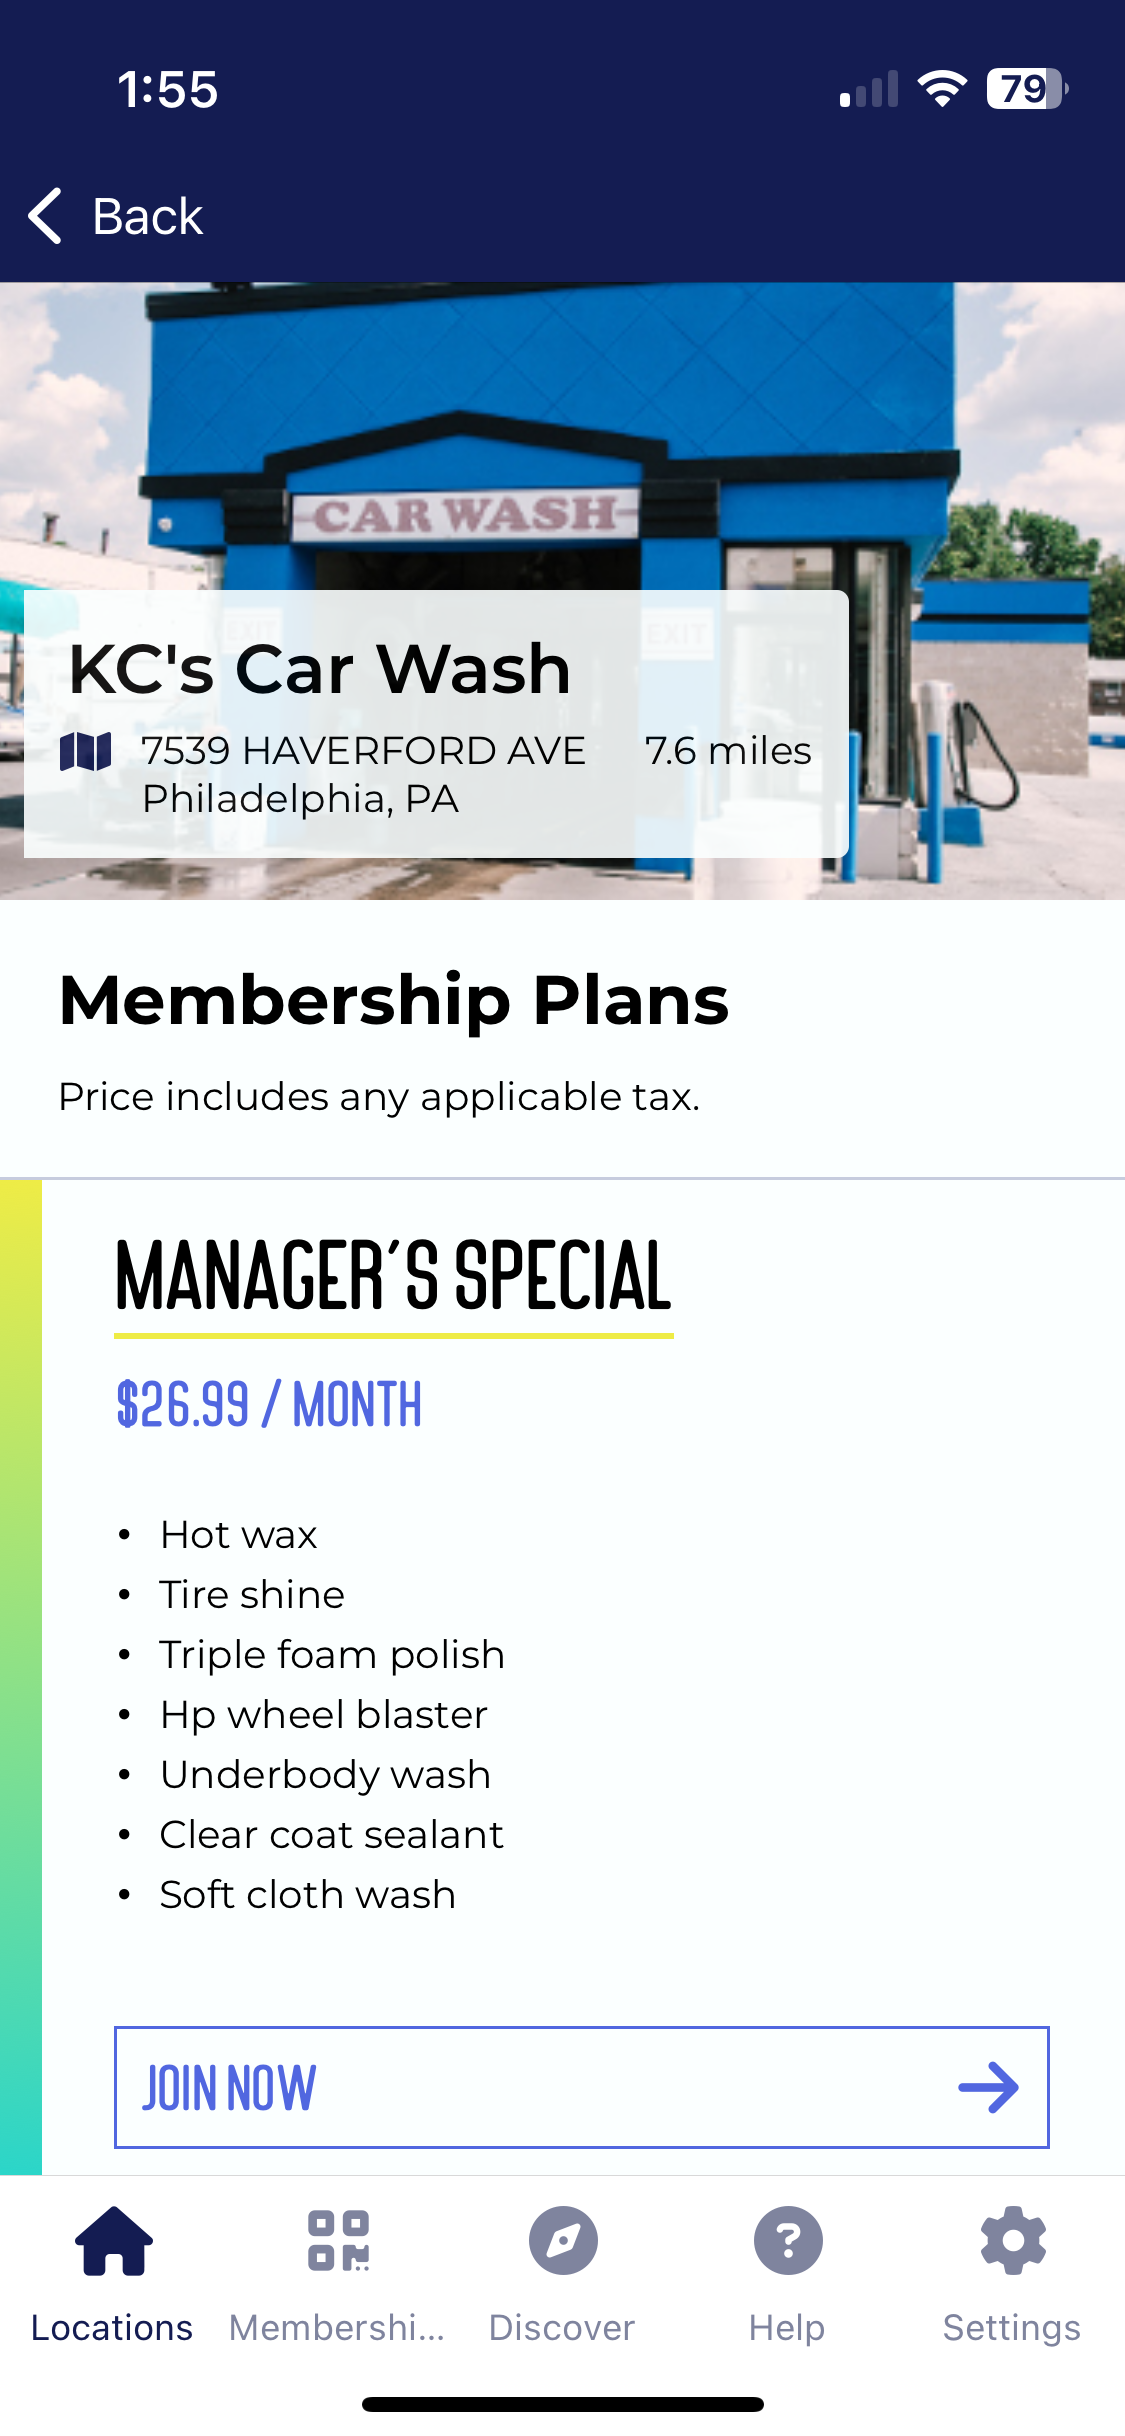 1:55
79
Back
CAR WASH
EXIT
EXIT
KC's Car Wash
7539 HAVERFORD AVE 7.6 miles
Philadelphia, PA
Membership Plans
Price includes any applicable tax.
MANAGER'S SPECIAL
$26.99 / MONTH
• Hot wax
• Tire shine
• Triple foam polish
• Hp wheel blaster
• Underbody wash
• Clear coat sealant
• Soft cloth wash
JOIN NOW
Locations Membershi... Discover Help Settings